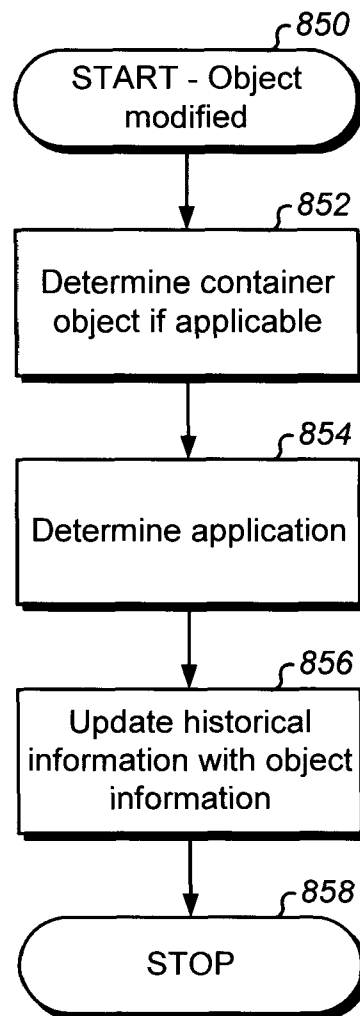 850
START - Object
modified
852
Determine container
object if applicable
854
Determine application
856
Update historical
information with object
information
858
STOP